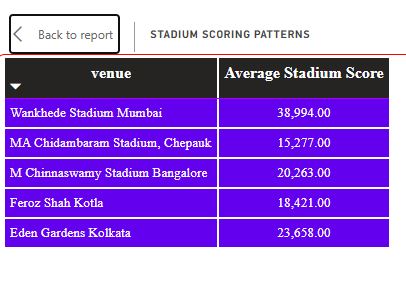 Back to report
STADIUM SCORING PATTERNS
venue Average Stadium Score
Wankhede Stadium Mumbai 38,994.00
MA Chidambaram Stadium, Chepauk 15,277.00
M Chinnaswamy Stadium Bangalore 20,263.00
Feroz Shah Kotla 18,421.00
Eden Gardens Kolkata 23,658.00